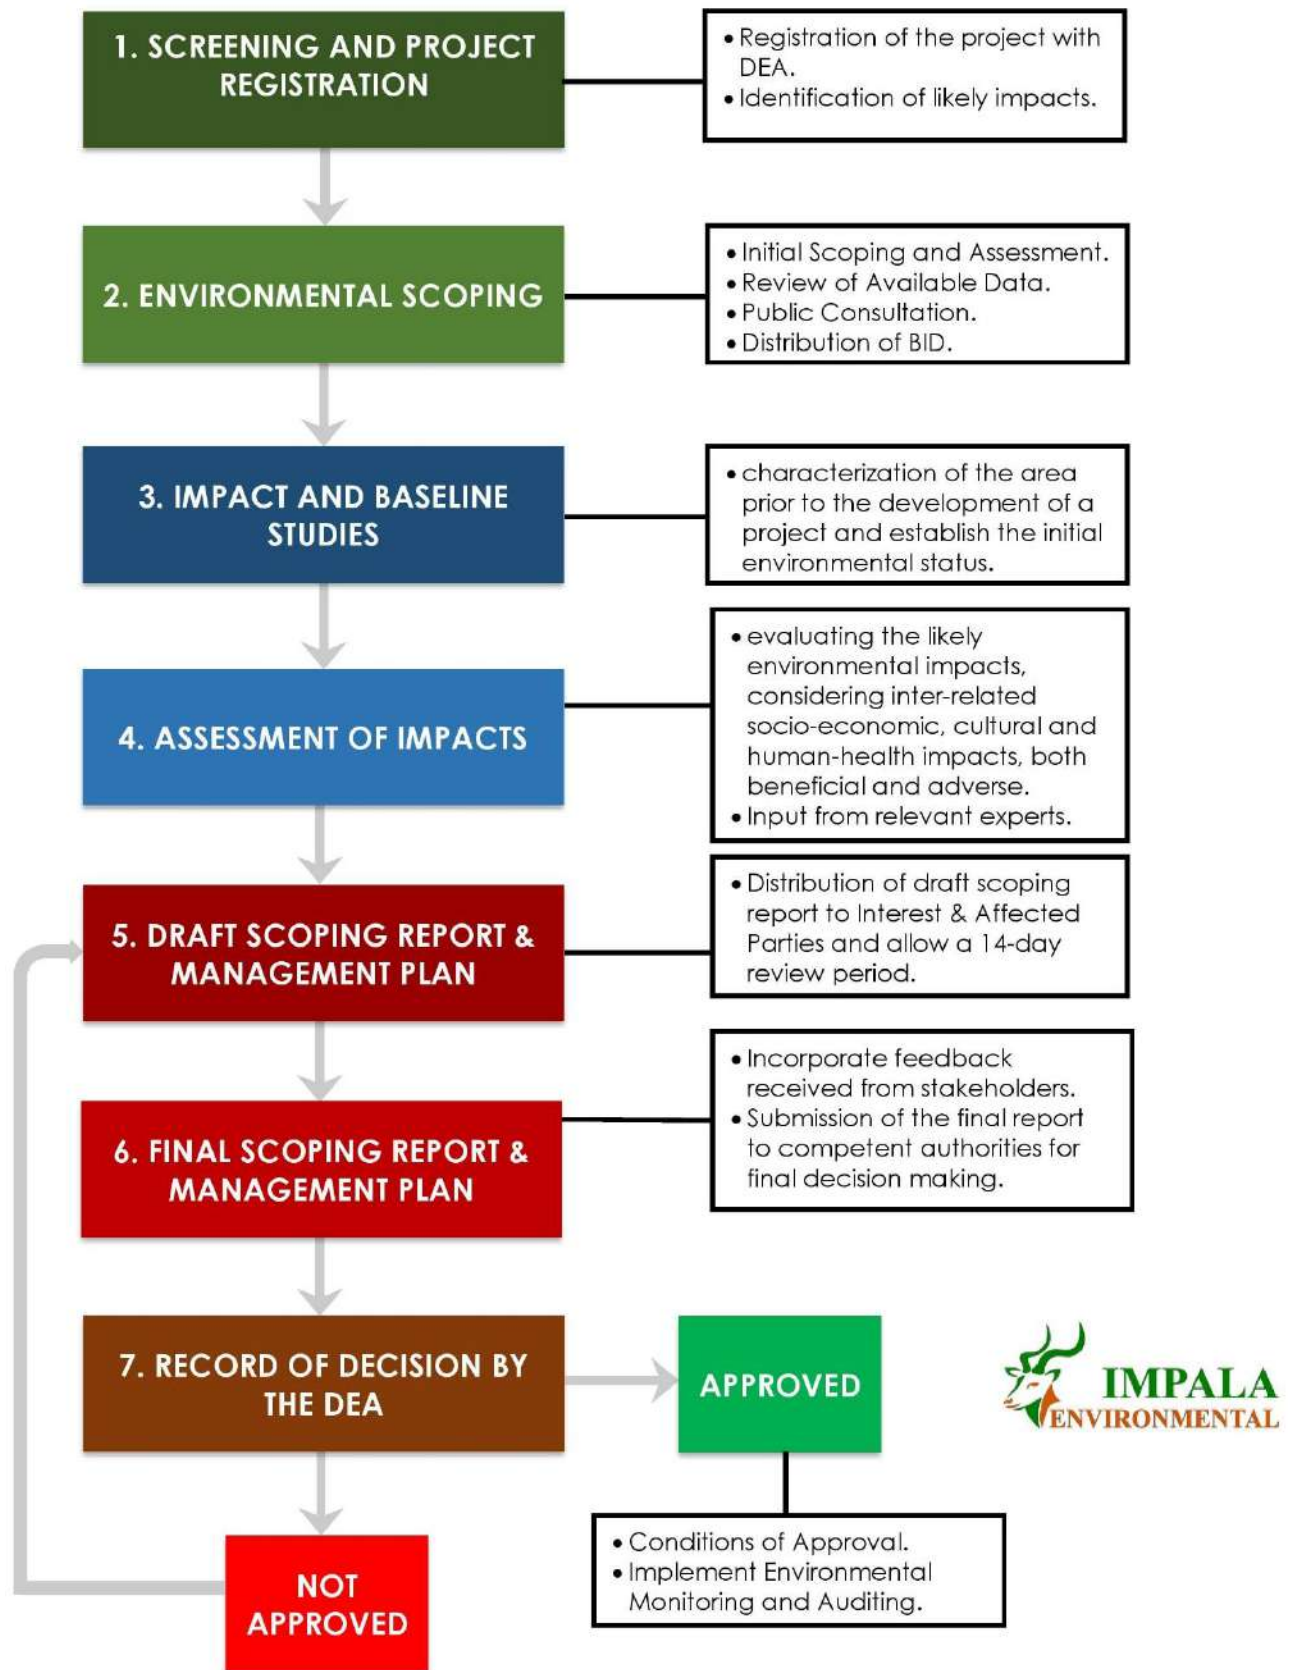 1. SCREENING AND PROJECT
REGISTRATION
• Registration of the project with
DEA.
• Identification of likely impacts.
2. ENVIRONMENTAL SCOPING
• Initial Scoping and Assessment.
• Review of Available Data.
• Public Consultation.
• Distribution of BID.
3. IMPACT AND BASELINE
STUDIES
• characterization of the area
prior to the development of a
project and establish the initial
environmental status.
4. ASSESSMENT OF IMPACTS
• evaluating the likely
environmental impacts,
considering inter-related
socio-economic, cultural and
human-health impacts, both
beneficial and adverse.
• Input from relevant experts.
5. DRAFT SCOPING REPORT &
MANAGEMENT PLAN
• Distribution of draft scoping
report to Interest & Affected
Parties and allow a 14-day
review period.
6. FINAL SCOPING REPORT &
MANAGEMENT PLAN
• Incorporate feedback
received from stakeholders.
• Submission of the final report
to competent authorities for
final decision making.
7. RECORD OF DECISION BY
THE DEA
APPROVED
IMPALA
ENVIRONMENTAL
• Conditions of Approval.
• Implement Environmental
Monitoring and Auditing.
NOT
APPROVED